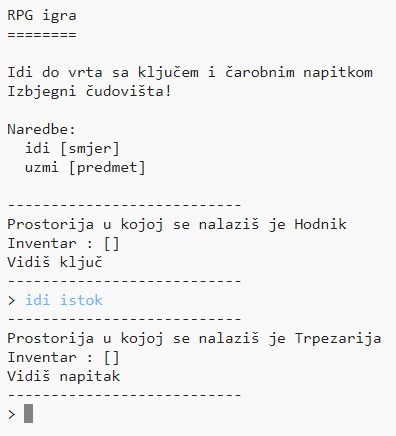 RPG igra
========
Idi do vrta sa ključem i čarobnim napitkom
Izbjegni čudovišta!
Naredbe:
  idi [smjer]
  uzmi [predmet]
---------------------------
Prostorija u kojoj se nalaziš je Hodnik
Inventar : []
Vidiš ključ
---------------------------
> idi istok
---------------------------
Prostorija u kojoj se nalaziš je Trpezarija
Inventar : []
Vidiš napitak
---------------------------
>